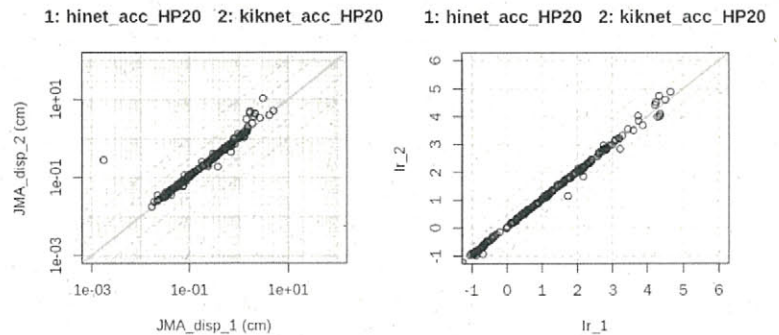 1: hinet_acc_HP20 2: kiknet_acc_HP20
JMA_disp_2 (cm)
1e+01
1e-01
1e-03
1e-03 1e-01 1e+01
JMA_disp_1 (cm)
1: hinet_acc_HP20 2: kiknet_acc_HP20
Ir_2
6
5
4
3
2
1
0
-1
-1 0 1 2 3 4 5 6
Ir_1